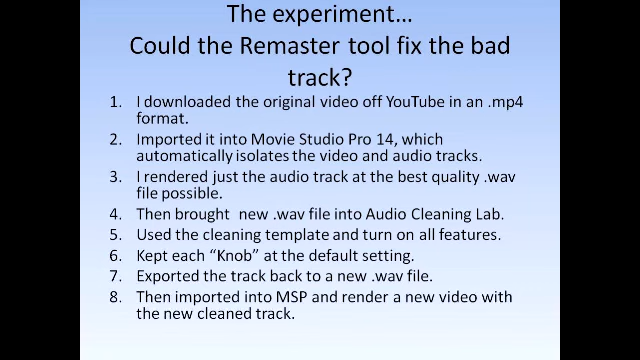 The experiment…
Could the Remaster tool fix the bad
track?
1. I downloaded the original video off YouTube in an .mp4
format.
2. Imported it into Movie Studio Pro 14, which
automatically isolates the video and audio tracks.
3. I rendered just the audio track at the best quality .wav
file possible.
4. Then brought new .wav file into Audio Cleaning Lab.
5. Used the cleaning template and turn on all features.
6. Kept each “Knob” at the default setting.
7. Exported the track back to a new .wav file.
8. Then imported into MSP and render a new video with
the new cleaned track.